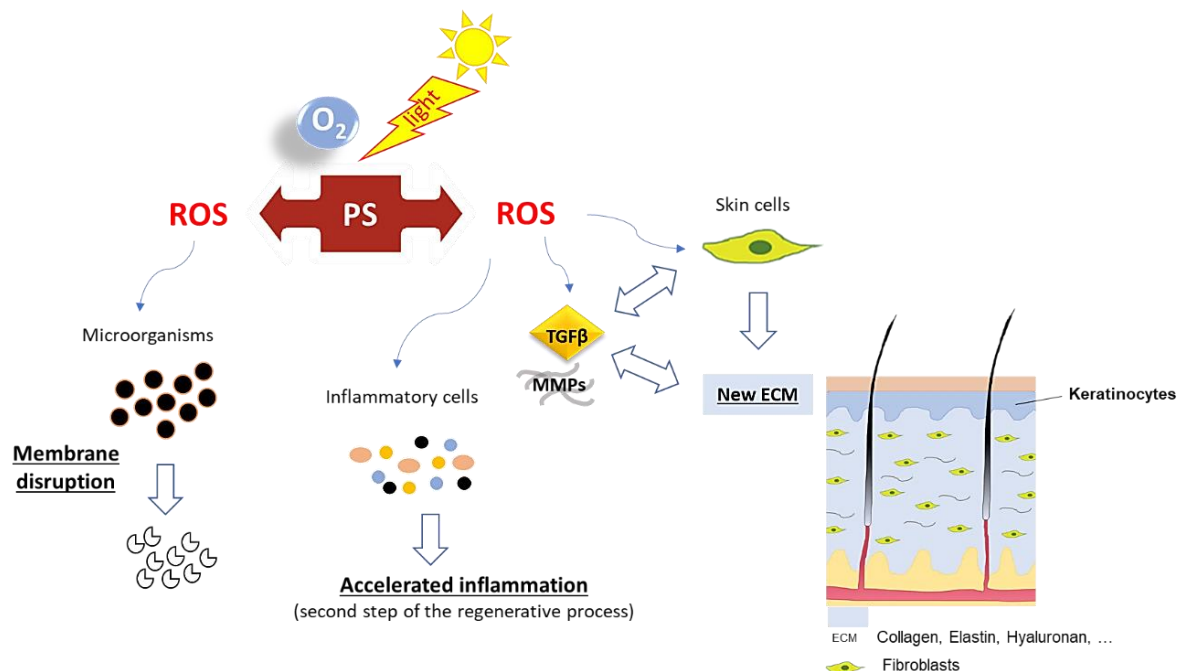 light
O₂
ROS
PS
ROS
Skin cells
Microorganisms
TGFβ
MMPs
New ECM
Keratinocytes
Inflammatory cells
Membrane
disruption
Accelerated inflammation
(second step of the regenerative process)
ECM Collagen, Elastin, Hyaluronan, …
Fibroblasts